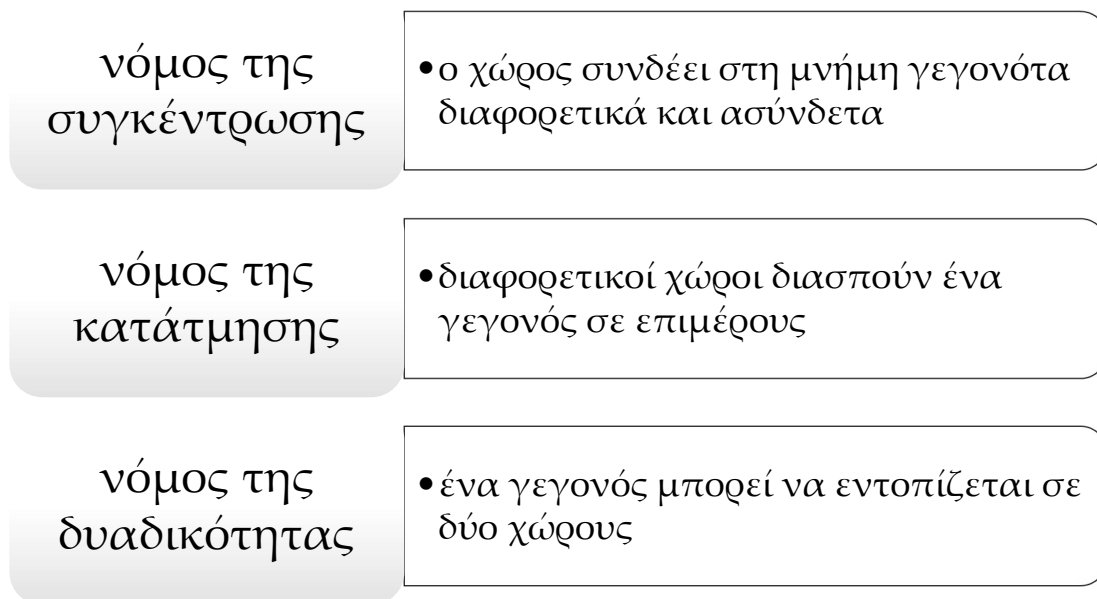 νόμος της
συγκέντρωσης
•ο χώρος συνδέει στη μνήμη γεγονότα
διαφορετικά και ασύνδετα
νόμος της
κατάτμησης
•διαφορετικοί χώροι διασπούν ένα
γεγονός σε επιμέρους
νόμος της
δυαδικότητας
•ένα γεγονός μπορεί να εντοπίζεται σε
δύο χώρους